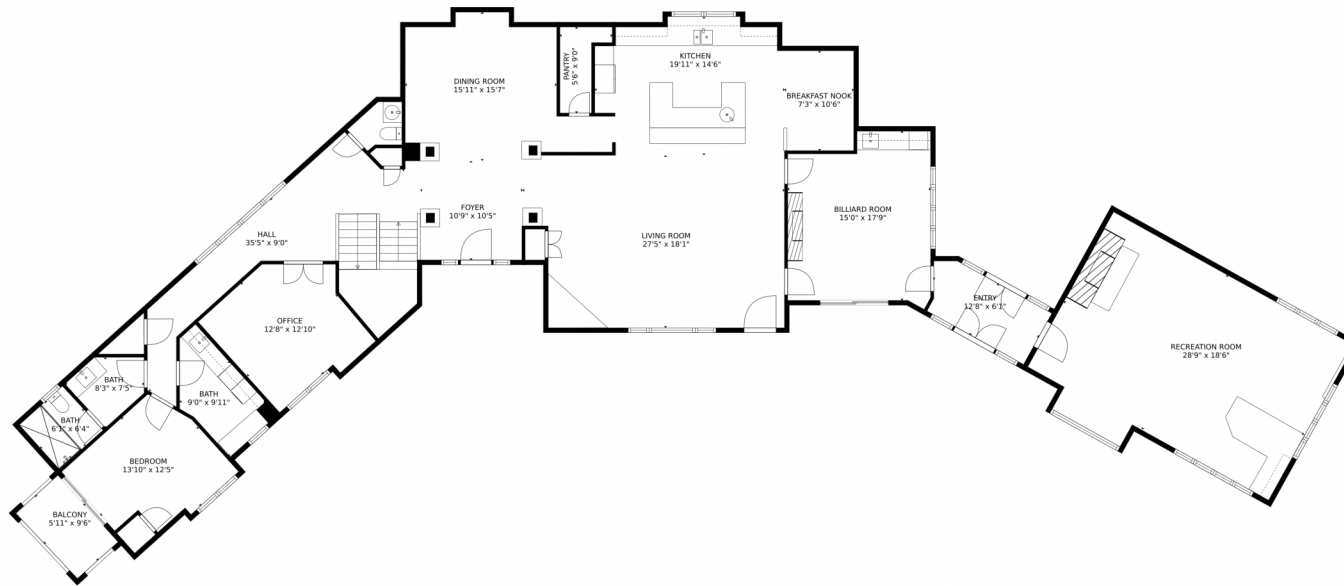 KITCHEN
19'11" x 14'6"
DINING ROOM
15'11" x 15'7"
PANTRY
5'6" x 9'0"
BREAKFAST NOOK
7'3" x 10'6"
FOYER
10'9" x 10'5"
BILLIARD ROOM
15'0" x 17'9"
HALL
35'5" x 9'0"
LIVING ROOM
27'5" x 18'1"
ENTRY
12'8" x 6'1"
OFFICE
12'8" x 12'10"
RECREATION ROOM
28'9" x 18'6"
BATH
8'3" x 7'5"
BATH
9'0" x 9'11"
BATH
6'1" x 6'4"
BEDROOM
13'10" x 12'5"
BALCONY
5'11" x 9'6"